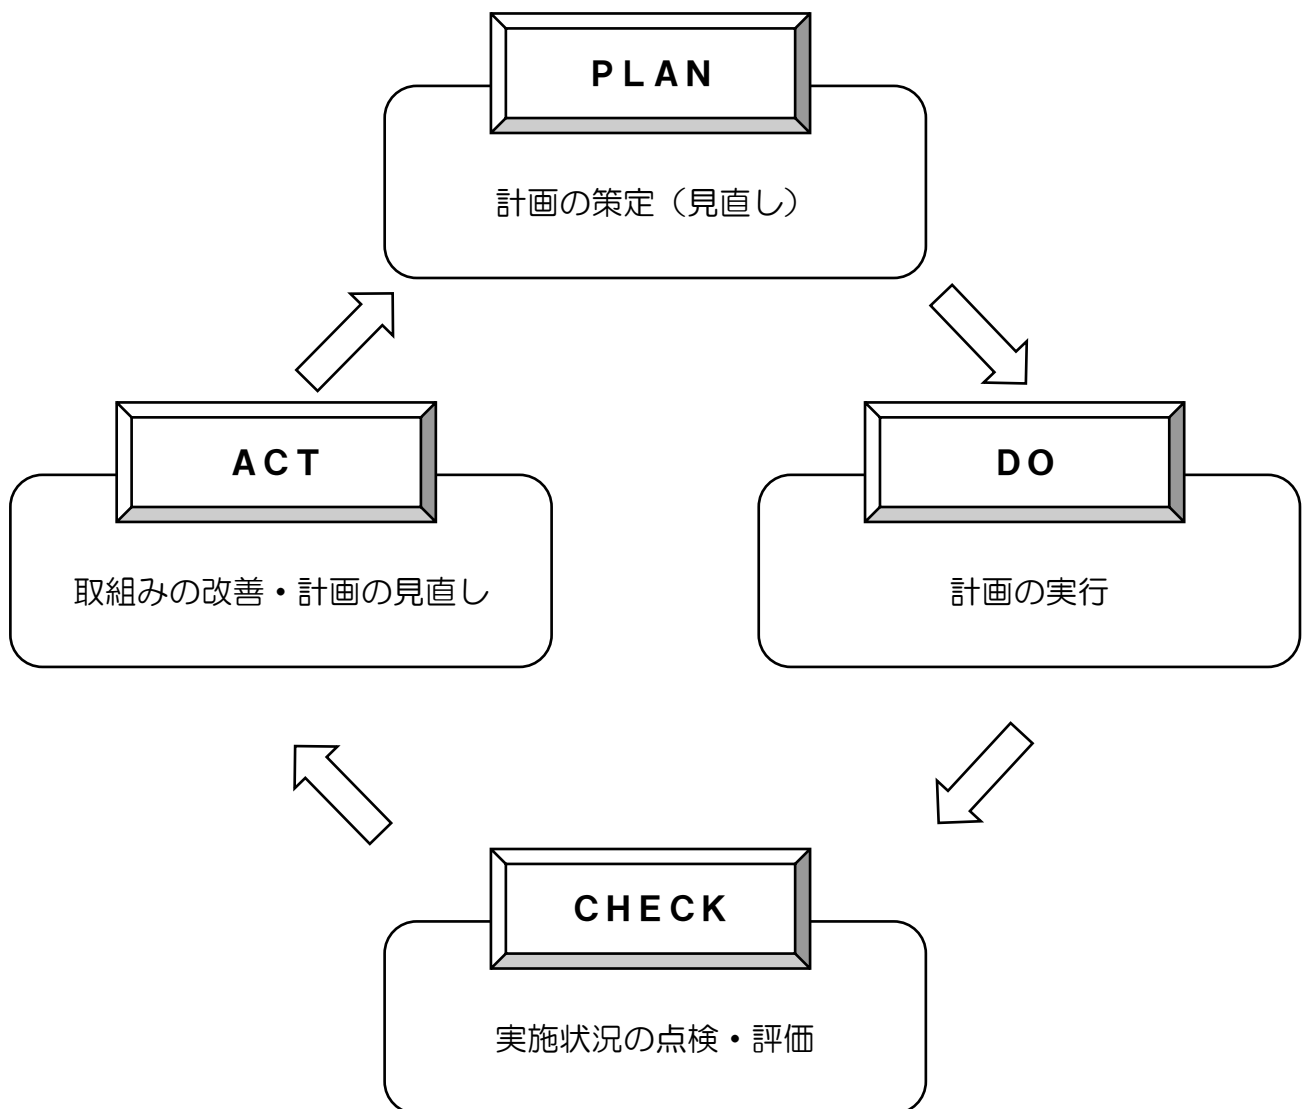 PLAN
計画の策定（見直し）
ACT
取組みの改善・計画の見直し
DO
計画の実行
CHECK
実施状況の点検・評価